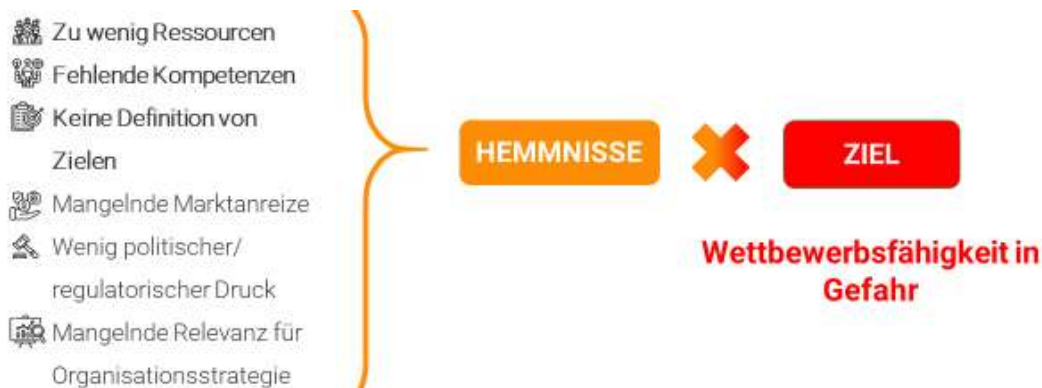 Zu wenig Ressourcen
Fehlende Kompetenzen
Keine Definition von
Zielen
Mangelnde Marktanreize
Wenig politischer/
regulatorischer Druck
Mangelnde Relevanz für
Organisationsstrategie
HEMMNISSE
ZIEL
Wettbewerbsfähigkeit in
Gefahr